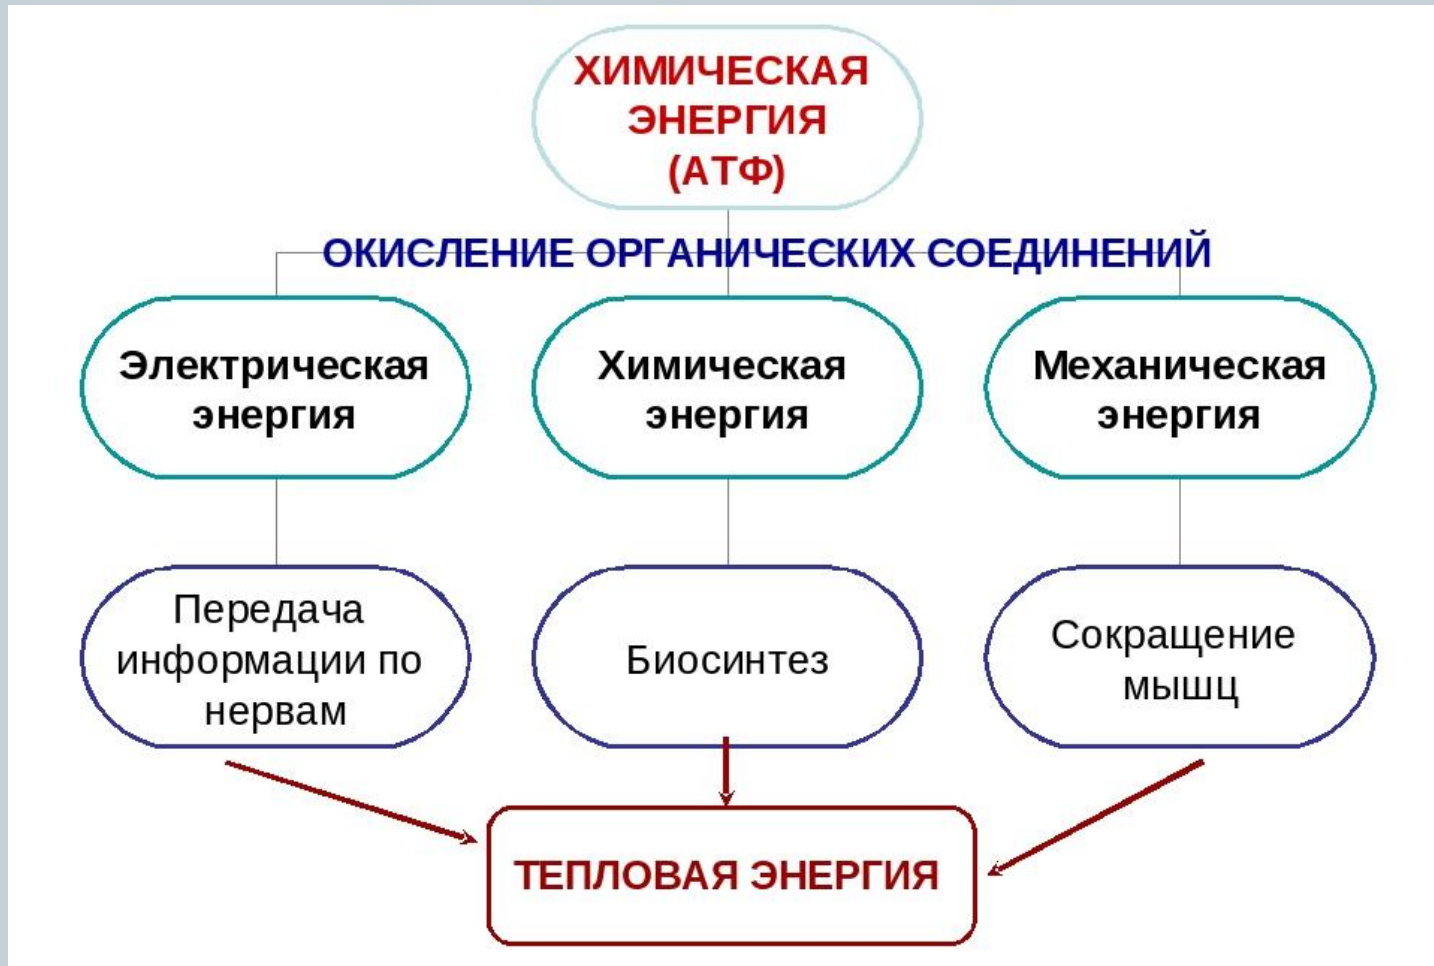 ХИМИЧЕСКАЯ
ЭНЕРГИЯ
(АТФ)
ОКИСЛЕНИЕ ОРГАНИЧЕСКИХ СОЕДИНЕНИЙ
Электрическая
энергия
Химическая
энергия
Механическая
энергия
Передача
информации по
нервам
Биосинтез
Сокращение
мышц
ТЕПЛОВАЯ ЭНЕРГИЯ